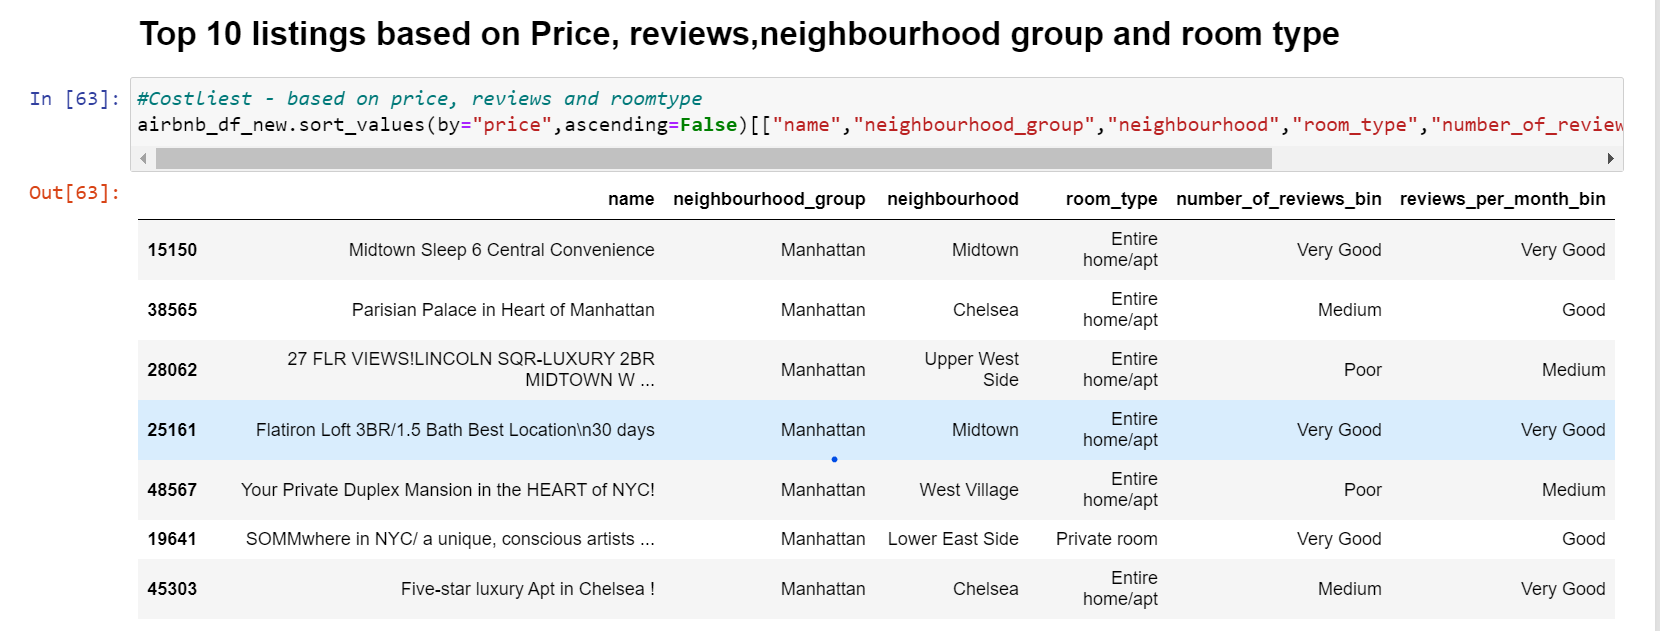 Top 10 listings based on Price, reviews,neighbourhood group and room type
In [63]: #Costliest - based on price, reviews and roomtype
airbnb_df_new.sort_values(by="price",ascending=False)[["name","neighbourhood_group","neighbourhood","room_type","number_of_review
Out[63]:
name neighbourhood_group neighbourhood room_type number_of_reviews_bin reviews_per_month_bin
15150 Midtown Sleep 6 Central Convenience Manhattan Midtown Entire home/apt Very Good Very Good
38565 Parisian Palace in Heart of Manhattan Manhattan Chelsea Entire home/apt Medium Good
28062 27 FLR VIEWS!LINCOLN SQR-LUXURY 2BR MIDTOWN W ... Manhattan Upper West Side Entire home/apt Poor Medium
25161 Flatiron Loft 3BR/1.5 Bath Best Location\n30 days Manhattan Midtown Entire home/apt Very Good Very Good
48567 Your Private Duplex Mansion in the HEART of NYC! Manhattan West Village Entire home/apt Poor Medium
19641 SOMMwhere in NYC/ a unique, conscious artists ... Manhattan Lower East Side Private room Very Good Good
45303 Five-star luxury Apt in Chelsea ! Manhattan Chelsea Entire home/apt Medium Very Good